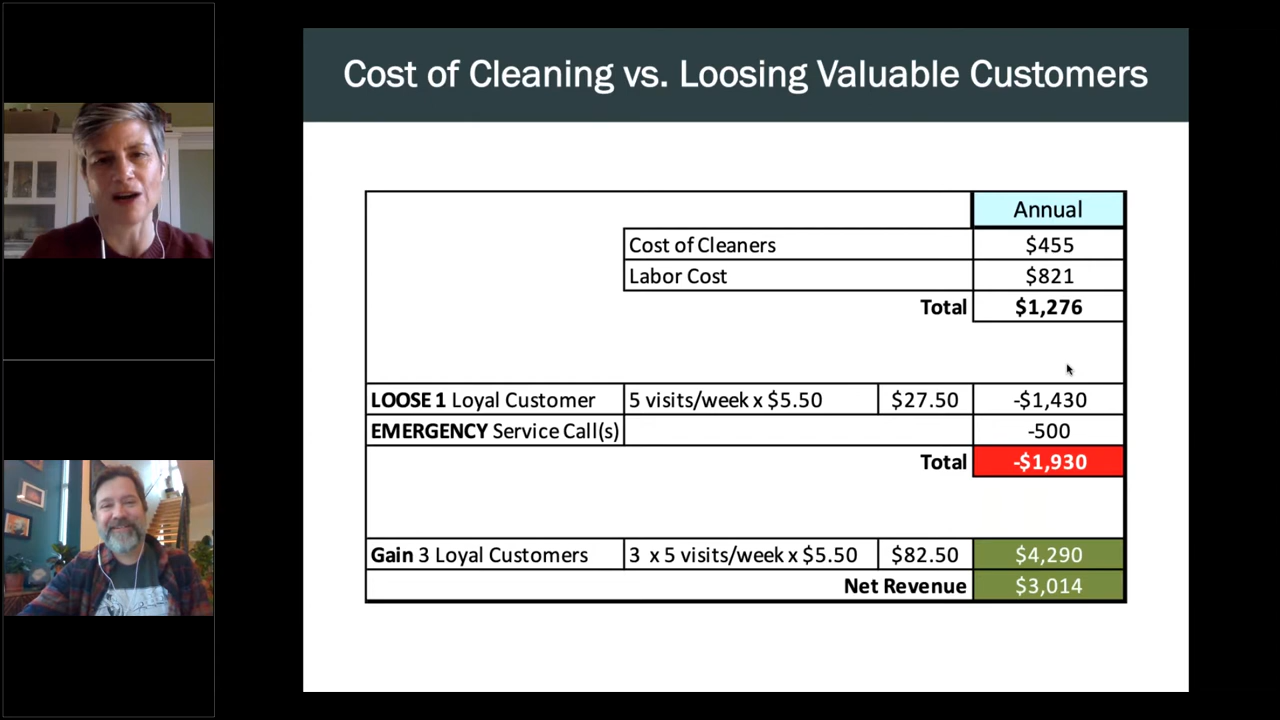 Cost of Cleaning vs. Loosing Valuable Customers
Annual
Cost of Cleaners $455
Labor Cost $821
Total $1,276
LOOSE 1 Loyal Customer 5 visits/week x $5.50 $27.50 -$1,430
EMERGENCY Service Call(s) -500
Total -$1,930
Gain 3 Loyal Customers 3 x 5 visits/week x $5.50 $82.50 $4,290
Net Revenue $3,014